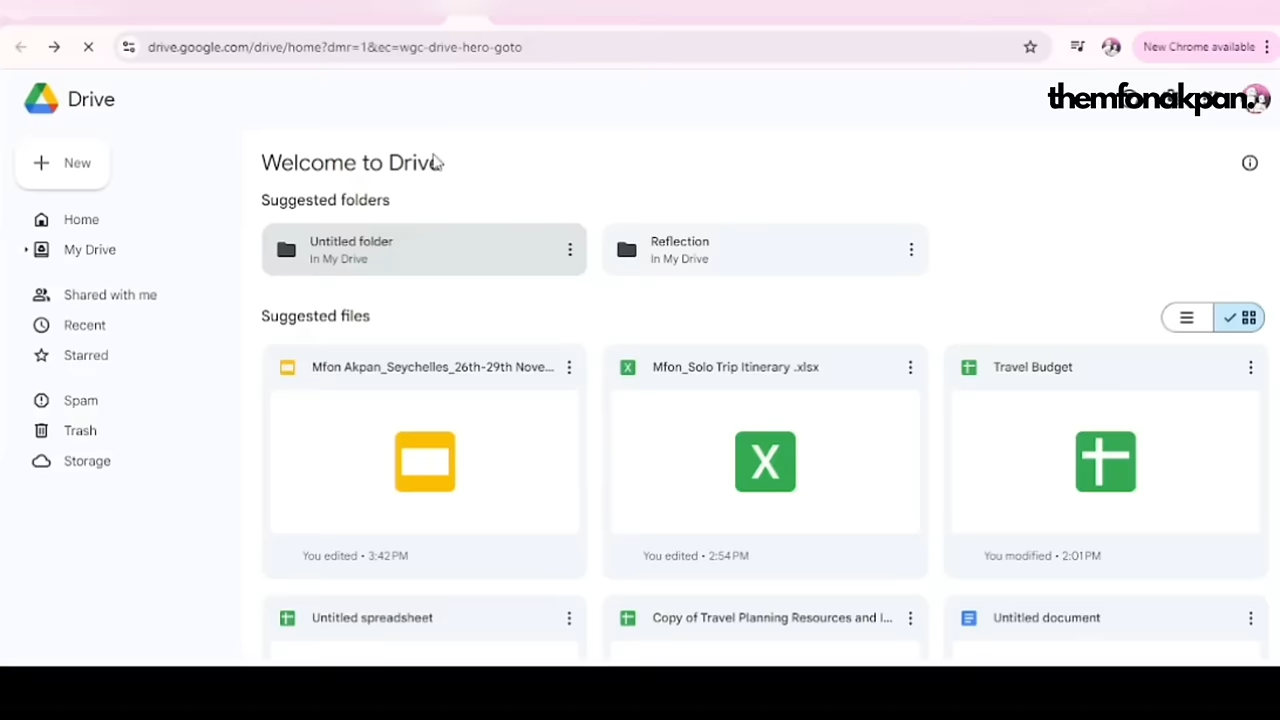 drive.google.com/drive/home?dmr=1&ec=wgc-drive-hero-goto
New Chrome available
Drive
themfonakpan.
New
Home
My Drive
Shared with me
Recent
Starred
Spam
Trash
Storage
Welcome to Drive
Suggested folders
Untitled folder
In My Drive
Reflection
In My Drive
Suggested files
Mfon Akpan_Seychelles_26th-29th Nove...
You edited • 3:42 PM
Mfon_Solo Trip Itinerary .xlsx
X
You edited • 2:54 PM
Travel Budget
You modified • 2:01 PM
Untitled spreadsheet
Copy of Travel Planning Resources and I...
Untitled document